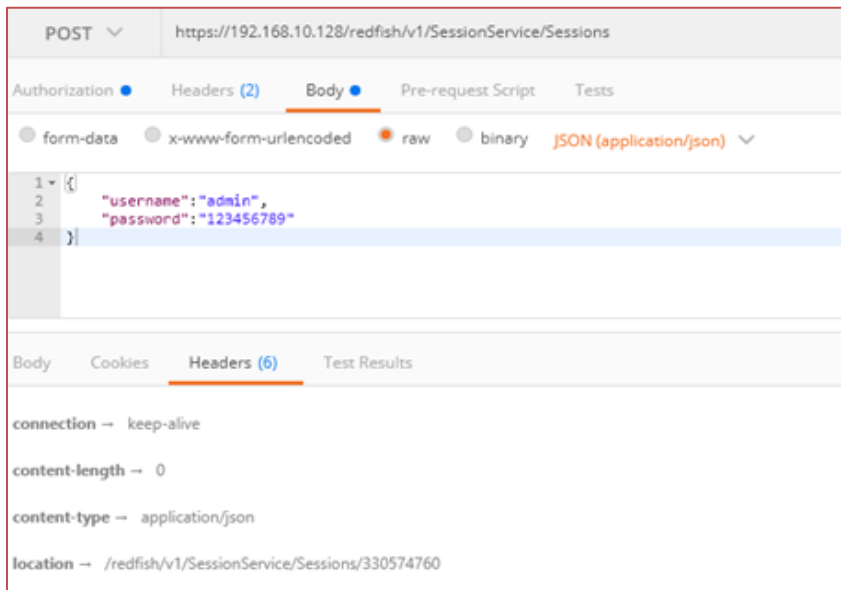 POST https://192.168.10.128/redfish/v1/SessionService/Sessions
Authorization Headers (2) Body Pre-request Script Tests
form-data x-www-form-urlencoded raw binary JSON (application/json)
1 {
2 "username":"admin",
3 "password":"123456789"
4 }
Body Cookies Headers (6) Test Results
connection → keep-alive
content-length → 0
content-type → application/json
location → /redfish/v1/SessionService/Sessions/330574760